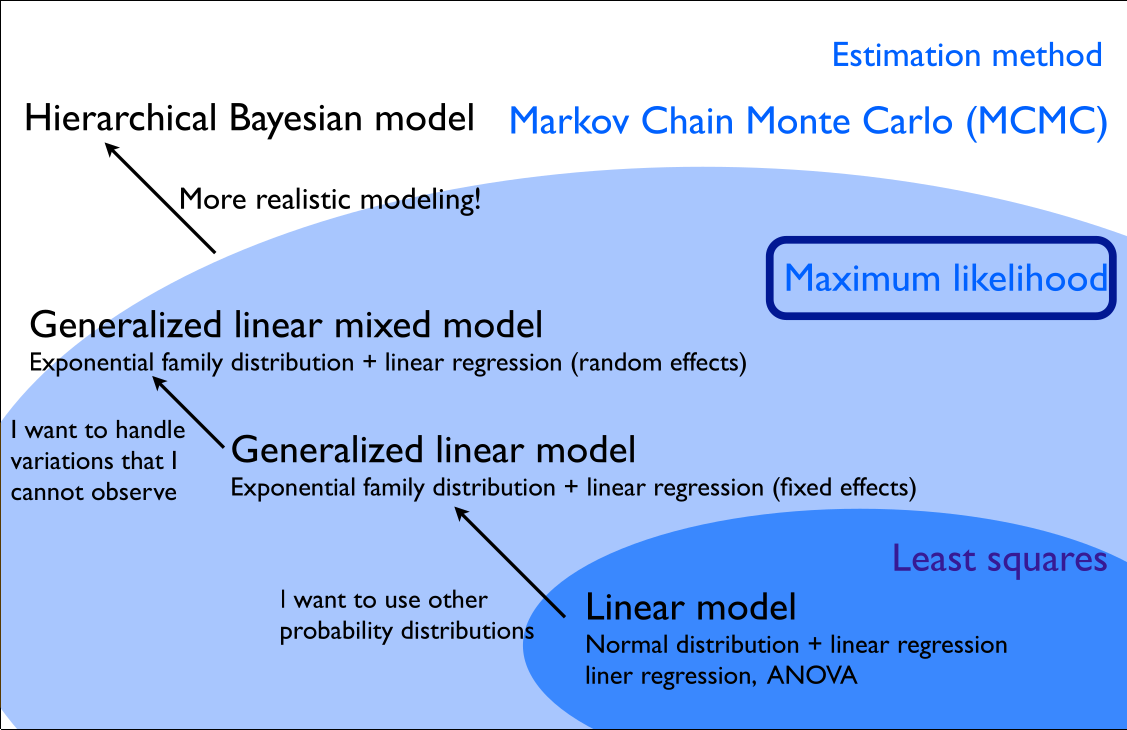 Estimation method
Hierarchical Bayesian model
Markov Chain Monte Carlo (MCMC)
More realistic modeling!
Maximum likelihood
Generalized linear mixed model
Exponential family distribution + linear regression (random effects)
I want to handle
variations that I
cannot observe
Generalized linear model
Exponential family distribution + linear regression (fixed effects)
Least squares
I want to use other
probability distributions
Linear model
Normal distribution + linear regression
liner regression, ANOVA